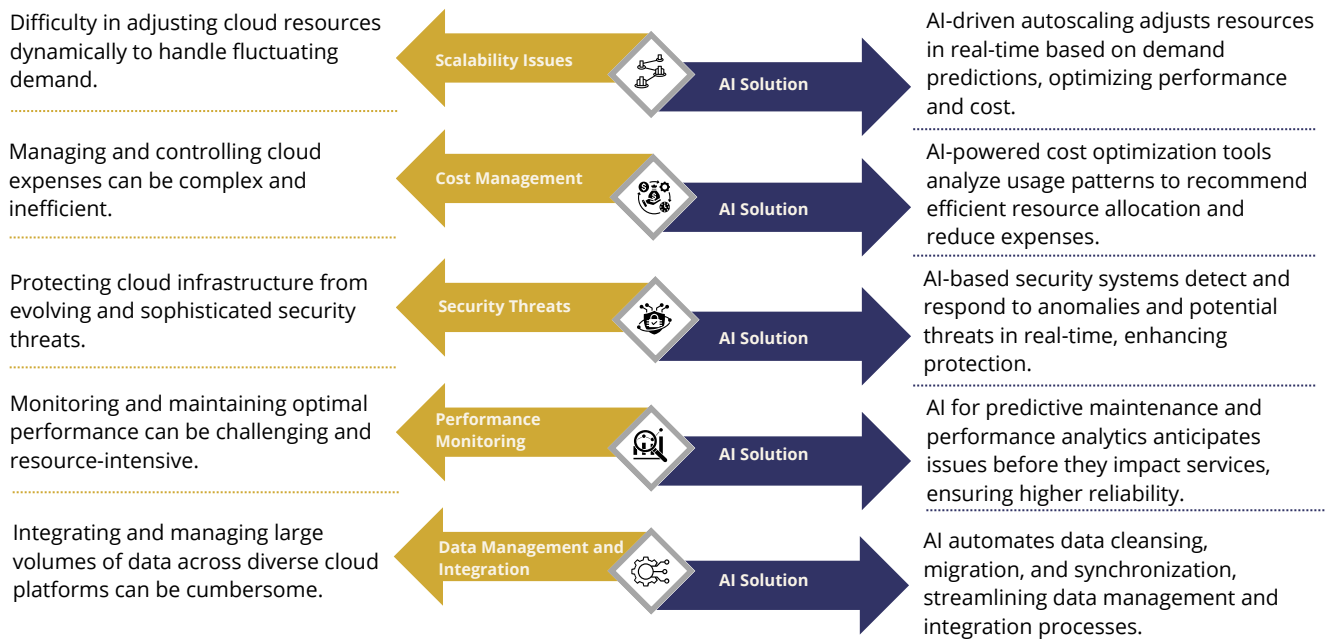 Difficulty in adjusting cloud resources
dynamically to handle fluctuating
demand.
Scalability Issues
AI Solution
AI-driven autoscaling adjusts resources
in real-time based on demand
predictions, optimizing performance
and cost.
Managing and controlling cloud
expenses can be complex and
inefficient.
Cost Management
AI Solution
AI-powered cost optimization tools
analyze usage patterns to recommend
efficient resource allocation and
reduce expenses.
Protecting cloud infrastructure from
evolving and sophisticated security
threats.
Security Threats
AI Solution
AI-based security systems detect and
respond to anomalies and potential
threats in real-time, enhancing
protection.
Monitoring and maintaining optimal
performance can be challenging and
resource-intensive.
Performance
Monitoring
AI Solution
AI for predictive maintenance and
performance analytics anticipates
issues before they impact services,
ensuring higher reliability.
Integrating and managing large
volumes of data across diverse cloud
platforms can be cumbersome.
Data Management and
Integration
AI Solution
AI automates data cleansing,
migration, and synchronization,
streamlining data management and
integration processes.